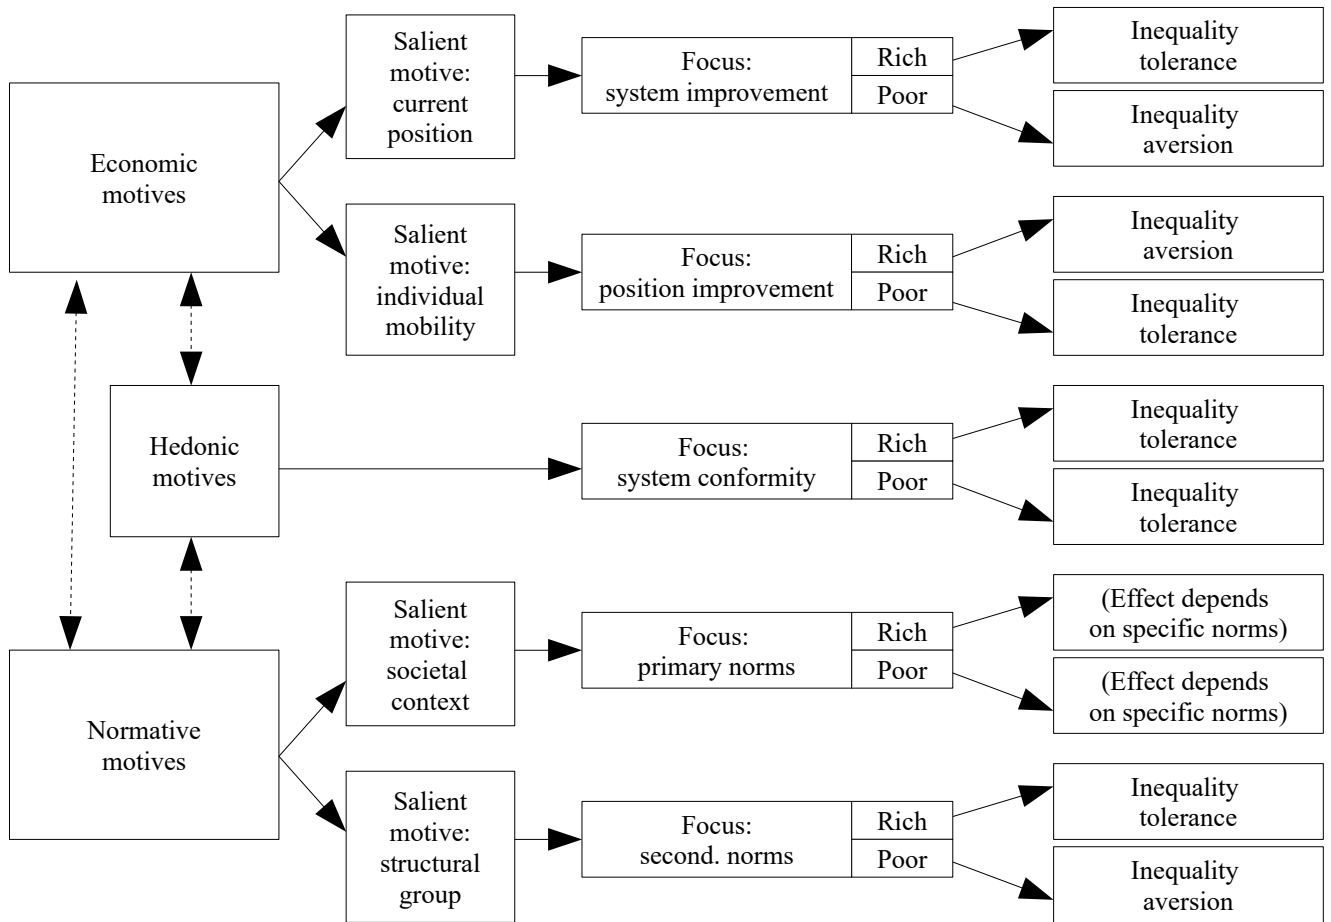 Economic
motives
Salient
motive:
current
position
Focus:
system improvement
Rich
Poor
Inequality
tolerance
Inequality
aversion
Salient
motive:
individual
mobility
Focus:
position improvement
Rich
Poor
Inequality
aversion
Inequality
tolerance
Hedonic
motives
Focus:
system conformity
Rich
Poor
Inequality
tolerance
Inequality
tolerance
Normative
motives
Salient
motive:
societal
context
Focus:
primary norms
Rich
Poor
(Effect depends
on specific norms)
(Effect depends
on specific norms)
Salient
motive:
structural
group
Focus:
second. norms
Rich
Poor
Inequality
tolerance
Inequality
aversion